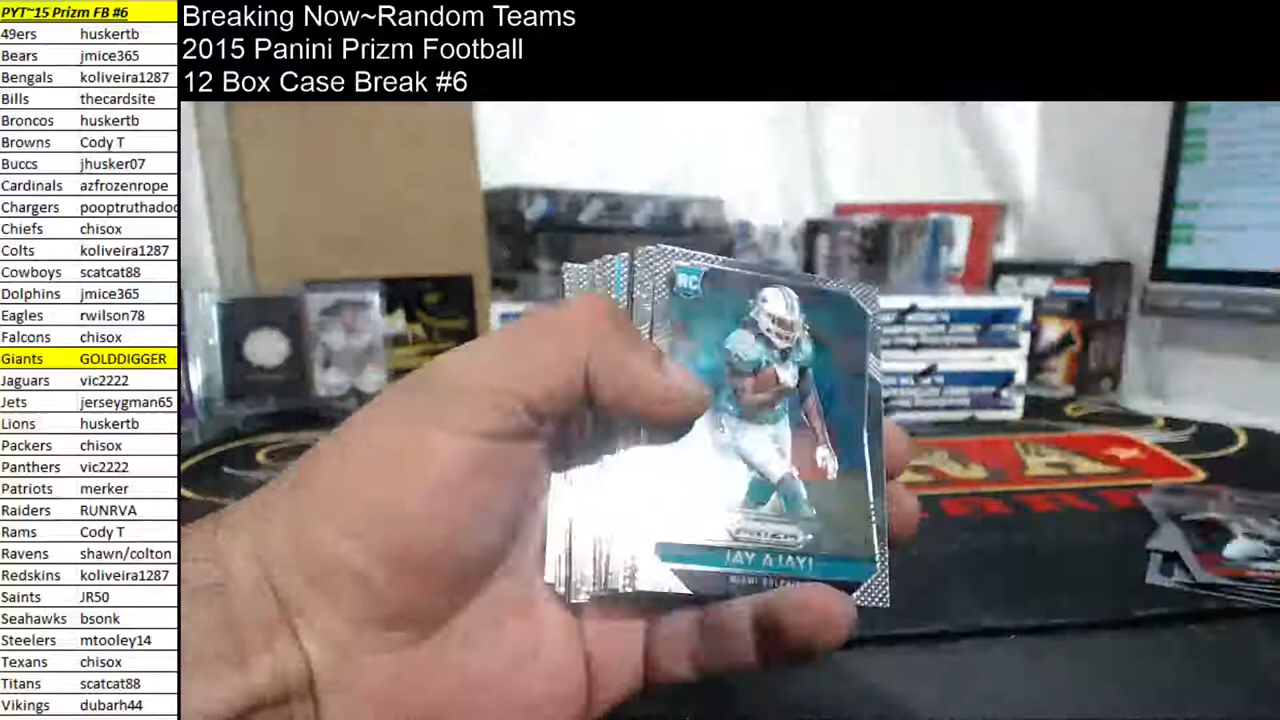 PYT~15 Prizm FB #6
49ers huskertb
Bears jmice365
Bengals koliveira1287
Bills thecardsite
Broncos huskertb
Browns Cody T
Buccs jhusker07
Cardinals azfrozenrope
Chargers pooptruthadoo
Chiefs chisox
Colts koliveira1287
Cowboys scatcat88
Dolphins jmice365
Eagles rwilson78
Falcons chisox
Giants GOLDDIGGER
Jaguars vic2222
Jets jerseygman65
Lions huskertb
Packers chisox
Panthers vic2222
Patriots merker
Raiders RUNRVA
Rams Cody T
Ravens shawn/colton
Redskins koliveira1287
Saints JR50
Seahawks bsonk
Steelers mtooley14
Texans chisox
Titans scatcat88
Vikings dubarh44
Breaking Now~Random Teams
2015 Panini Prizm Football
12 Box Case Break #6
RC
PRIZM
JAY AJAYI
MIAMI DOLPHINS